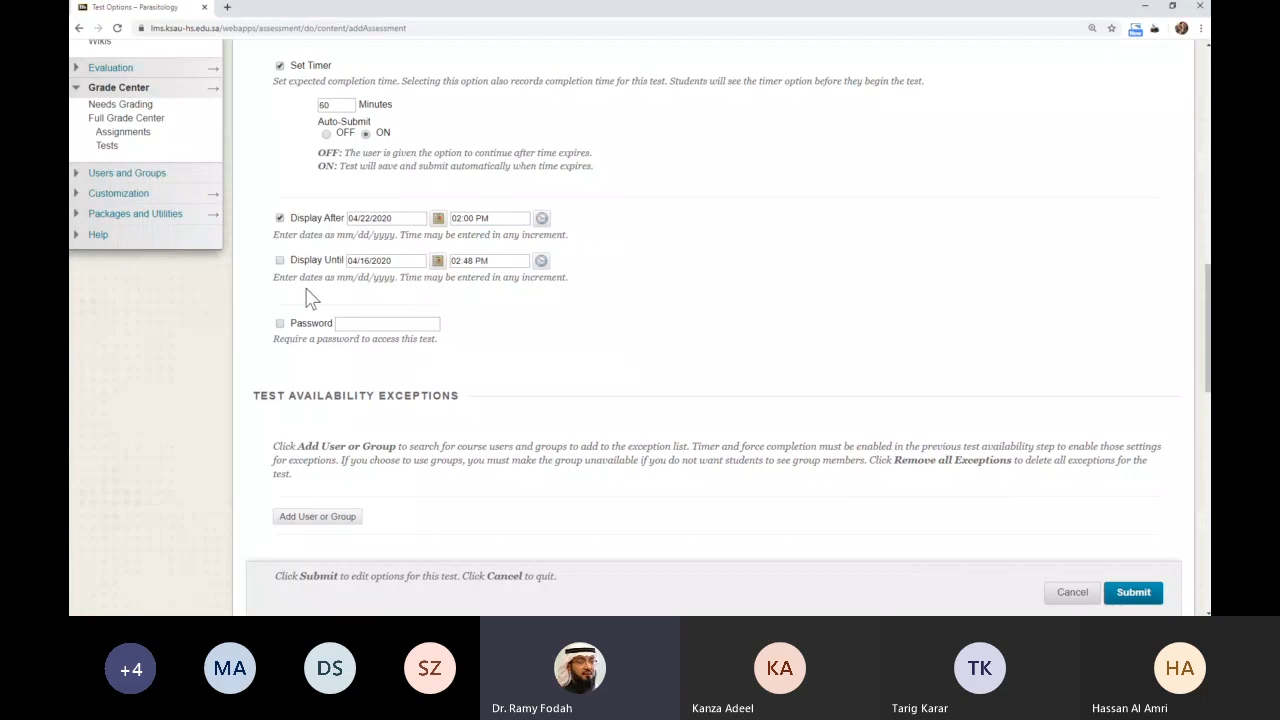 Test Options – Parasitology
lms.ksau-hs.edu.sa/webapps/assessment/do/content/addAssessment
New
Wikis
Evaluation
Grade Center
Needs Grading
Full Grade Center
Assignments
Tests
Users and Groups
Customization
Packages and Utilities
Help
Set Timer
Set expected completion time. Selecting this option also records completion time for this test. Students will see the timer option before they begin the test.
60 Minutes
Auto-Submit
OFF ON
OFF: The user is given the option to continue after time expires.
ON: Test will save and submit automatically when time expires.
Display After 04/22/2020 02:00 PM
Enter dates as mm/dd/yyyy. Time may be entered in any increment.
Display Until 04/16/2020 02:48 PM
Enter dates as mm/dd/yyyy. Time may be entered in any increment.
Password
Require a password to access this test.
TEST AVAILABILITY EXCEPTIONS
Click Add User or Group to search for course users and groups to add to the exception list. Timer and force completion must be enabled in the previous test availability step to enable those settings
for exceptions. If you choose to use groups, you must make the group unavailable if you do not want students to see group members. Click Remove all Exceptions to delete all exceptions for the
test.
Add User or Group
Click Submit to edit options for this test. Click Cancel to quit.
Cancel Submit
+4 MA DS SZ KA TK HA
Dr. Ramy Fodah Kanza Adeel Tarig Karar Hassan Al Amri